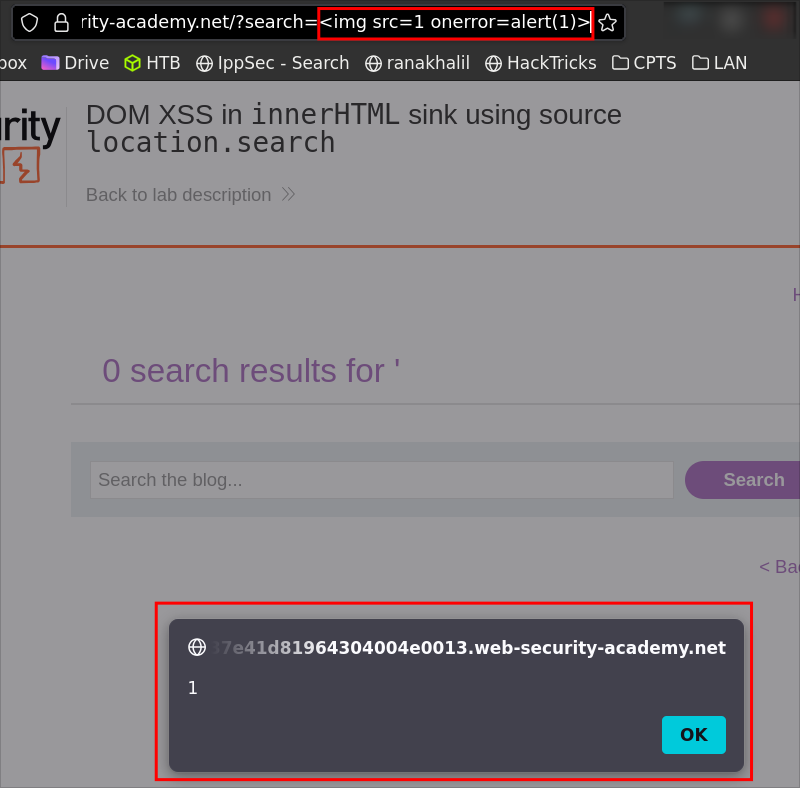 rity-academy.net/?search=<img src=1 onerror=alert(1)>
box Drive HTB IppSec - Search ranakhalil HackTricks CPTS LAN
rity
DOM XSS in innerHTML sink using source
location.search
Back to lab description
H
0 search results for '
Search the blog...
Search
< Bac
37e41d81964304004e0013.web-security-academy.net
1
OK